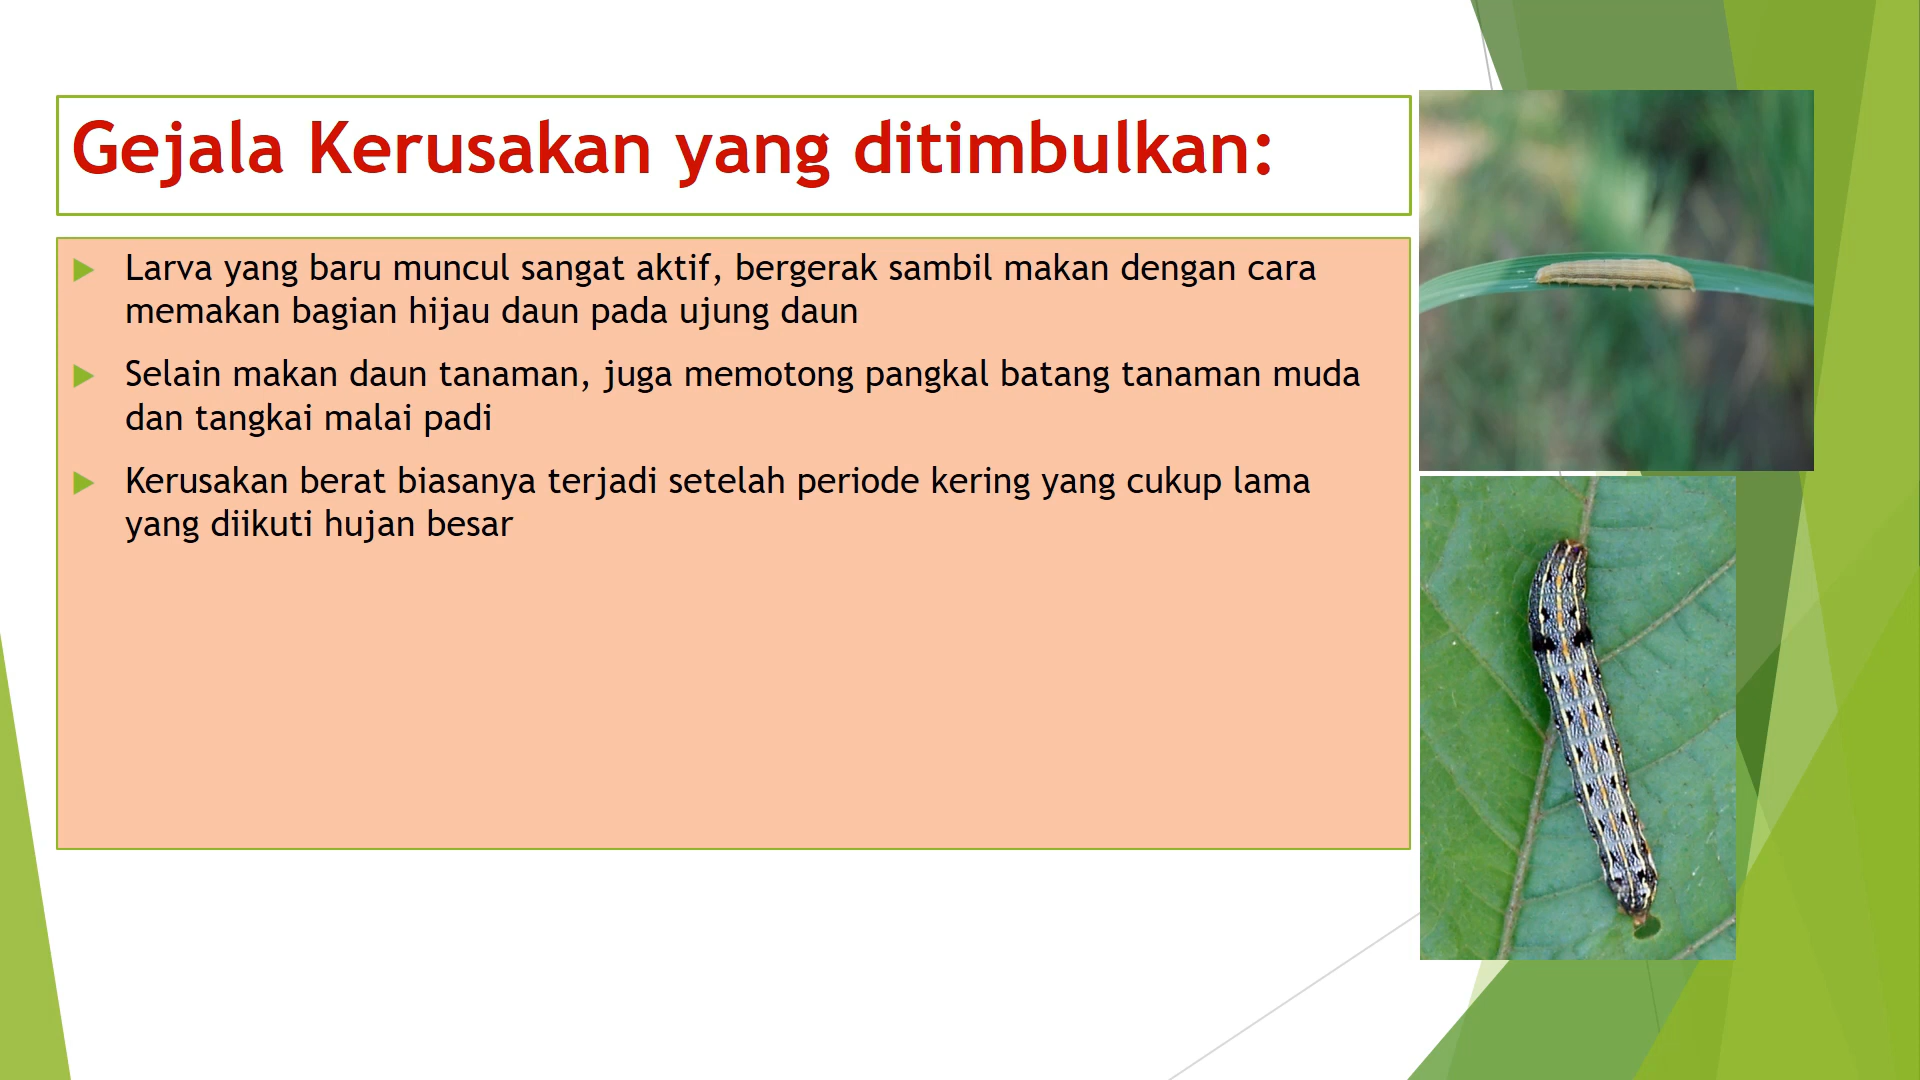 Gejala Kerusakan yang ditimbulkan:
Larva yang baru muncul sangat aktif, bergerak sambil makan dengan cara
memakan bagian hijau daun pada ujung daun
Selain makan daun tanaman, juga memotong pangkal batang tanaman muda
dan tangkai malai padi
Kerusakan berat biasanya terjadi setelah periode kering yang cukup lama
yang diikuti hujan besar